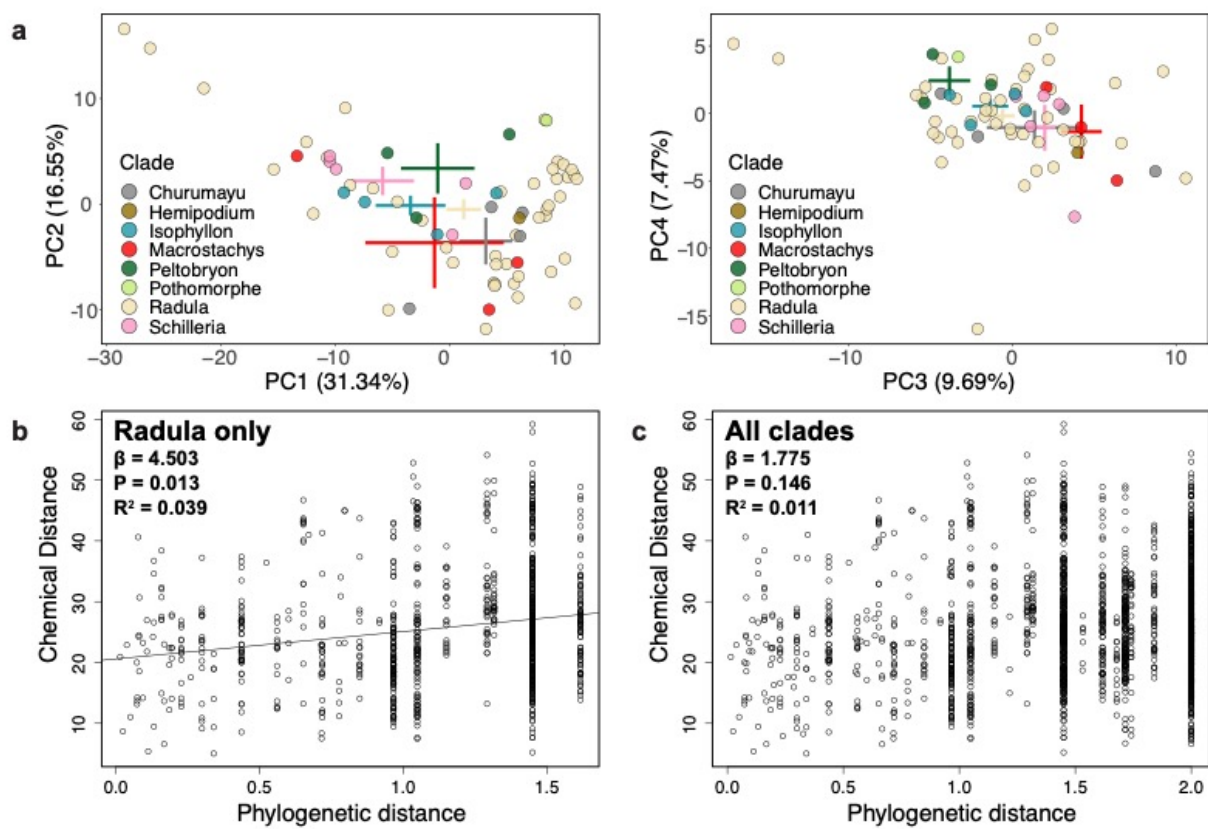 a
10
0
−10
PC2 (16.55%)
Clade
Churumayu
Hemipodium
Isophyllon
Macrostachys
Peltobryon
Pothomorphe
Radula
Schilleria
−30
−20
−10
0
10
PC1 (31.34%)
5
0
−5
−10
−15
PC4 (7.47%)
Clade
Churumayu
Hemipodium
Isophyllon
Macrostachys
Peltobryon
Pothomorphe
Radula
Schilleria
−10
0
10
PC3 (9.69%)
b
Radula only
β = 4.503
P = 0.013
R² = 0.039
60
50
40
30
20
10
Chemical Distance
0.0
0.5
1.0
1.5
Phylogenetic distance
c
All clades
β = 1.775
P = 0.146
R² = 0.011
60
50
40
30
20
10
Chemical Distance
0.0
0.5
1.0
1.5
2.0
Phylogenetic distance